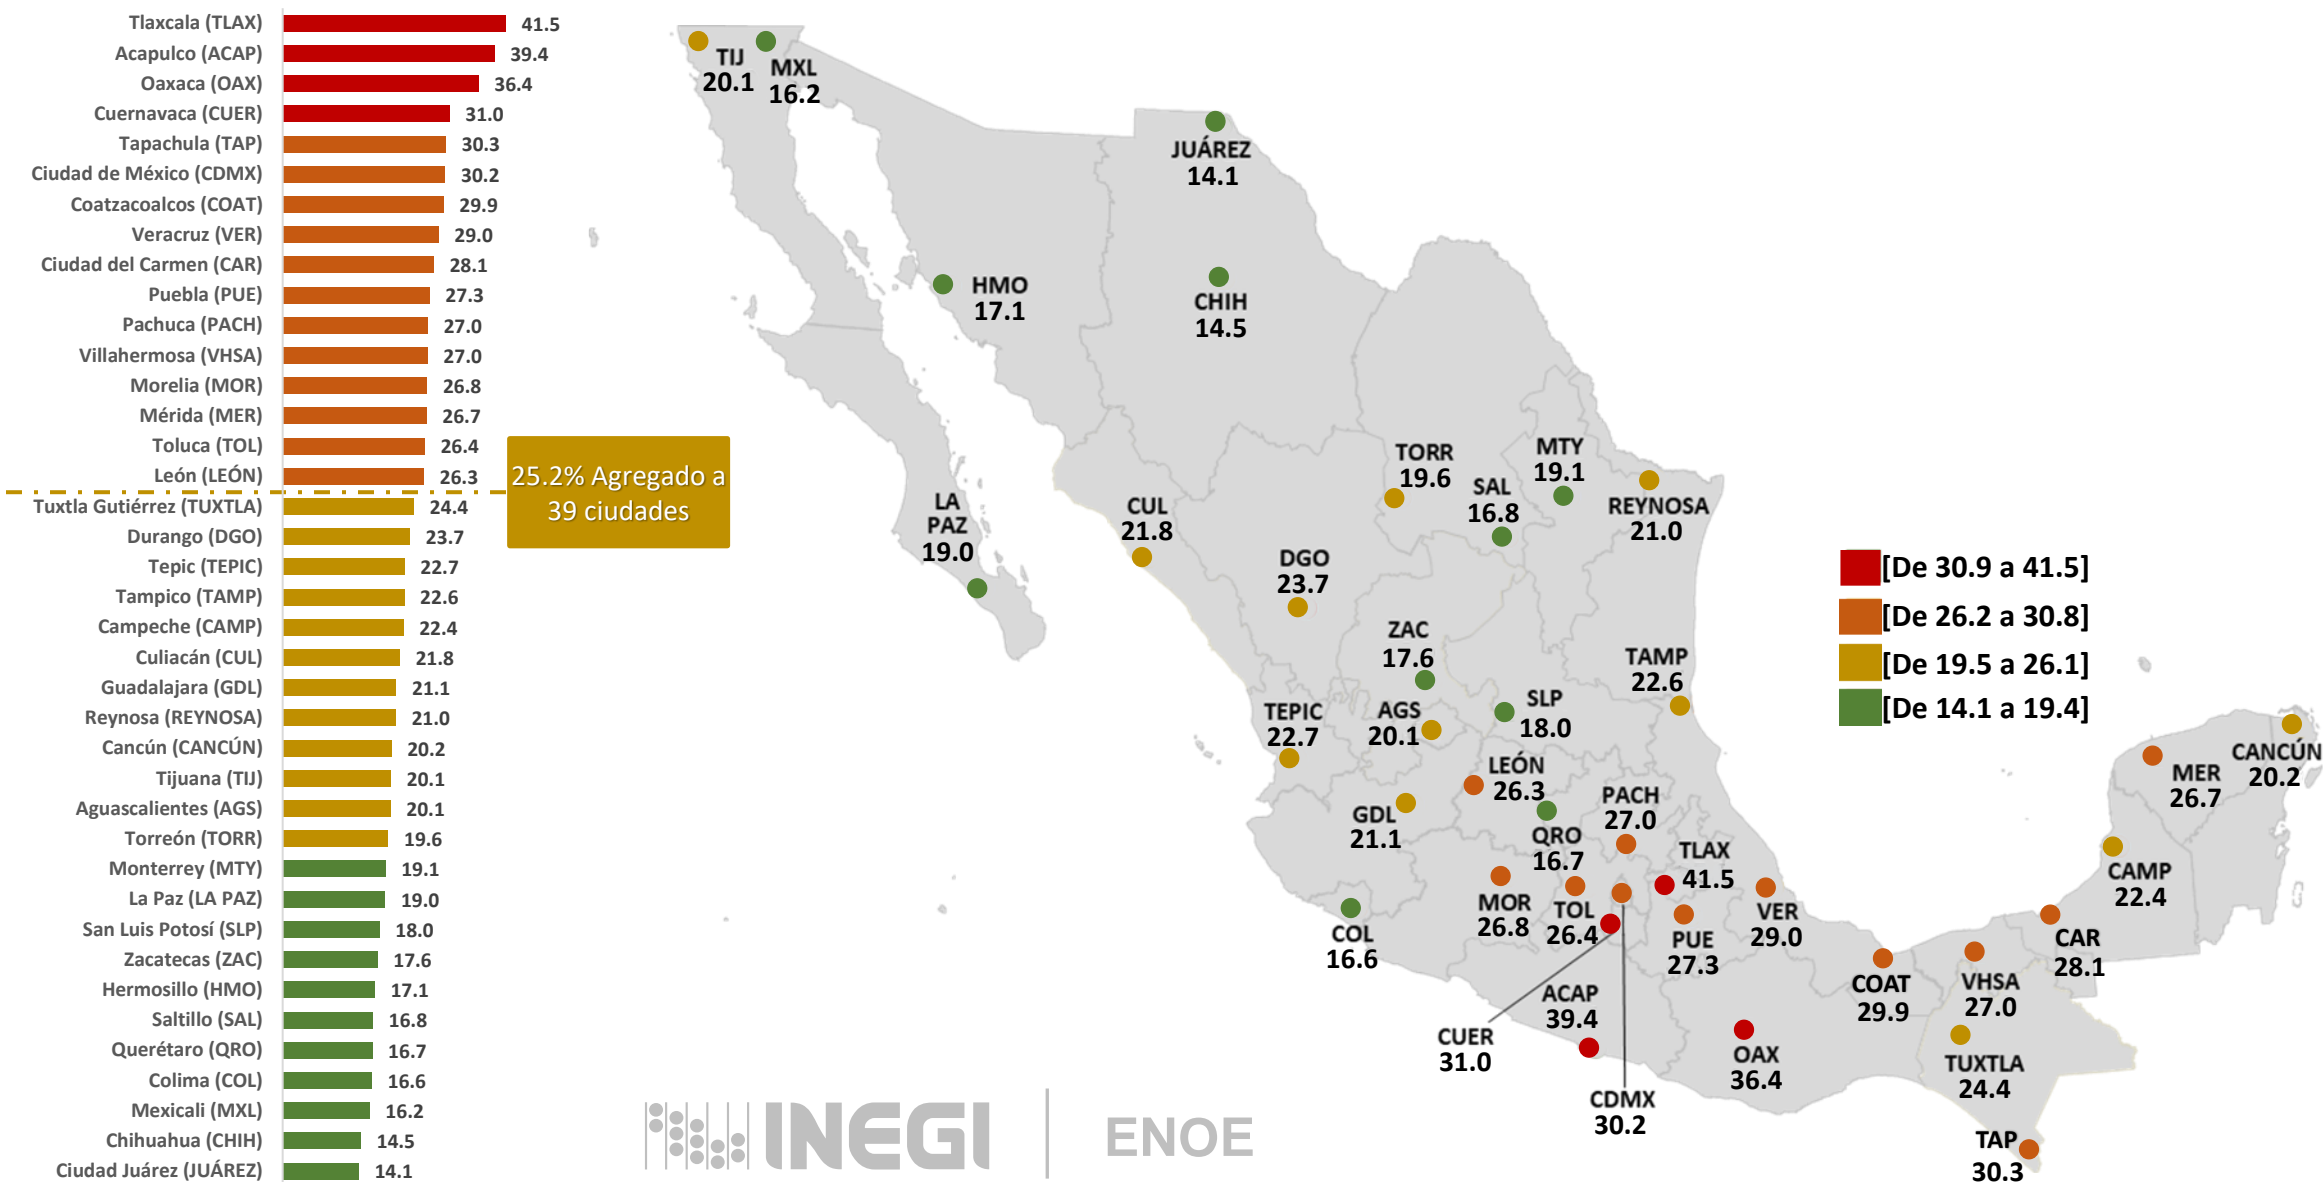 Tlaxcala (TLAX) 41.5
Acapulco (ACAP) 39.4
Oaxaca (OAX) 36.4
Cuernavaca (CUER) 31.0
Tapachula (TAP) 30.3
Ciudad de México (CDMX) 30.2
Coatzacoalcos (COAT) 29.9
Veracruz (VER) 29.0
Ciudad del Carmen (CAR) 28.1
Puebla (PUE) 27.3
Pachuca (PACH) 27.0
Villahermosa (VHSA) 27.0
Morelia (MOR) 26.8
Mérida (MER) 26.7
Toluca (TOL) 26.4
León (LEÓN) 26.3
Tuxtla Gutiérrez (TUXTLA) 24.4
Durango (DGO) 23.7
Tepic (TEPIC) 22.7
Tampico (TAMP) 22.6
Campeche (CAMP) 22.4
Culiacán (CUL) 21.8
Guadalajara (GDL) 21.1
Reynosa (REYNOSA) 21.0
Cancún (CANCÚN) 20.2
Tijuana (TIJ) 20.1
Aguascalientes (AGS) 20.1
Torreón (TORR) 19.6
Monterrey (MTY) 19.1
La Paz (LA PAZ) 19.0
San Luis Potosí (SLP) 18.0
Zacatecas (ZAC) 17.6
Hermosillo (HMO) 17.1
Saltillo (SAL) 16.8
Querétaro (QRO) 16.7
Colima (COL) 16.6
Mexicali (MXL) 16.2
Chihuahua (CHIH) 14.5
Ciudad Juárez (JUÁREZ) 14.1
25.2% Agregado a
39 ciudades
TIJ
20.1
MXL
16.2
JUÁREZ
14.1
HMO
17.1
CHIH
14.5
LA
PAZ
19.0
CUL
21.8
TORR
19.6
SAL
16.8
MTY
19.1
REYNOSA
21.0
DGO
23.7
ZAC
17.6
TAMP
22.6
TEPIC
22.7
AGS
20.1
SLP
18.0
LEÓN
26.3
GDL
21.1
QRO
16.7
PACH
27.0
TLAX
41.5
MOR
26.8
TOL
26.4
COL
16.6
PUE
27.3
VER
29.0
CUER
31.0
ACAP
39.4
CDMX
30.2
OAX
36.4
COAT
29.9
VHSA
27.0
CAR
28.1
CAMP
22.4
MER
26.7
CANCÚN
20.2
TUXTLA
24.4
TAP
30.3
[De 30.9 a 41.5]
[De 26.2 a 30.8]
[De 19.5 a 26.1]
[De 14.1 a 19.4]
INEGI
ENOE